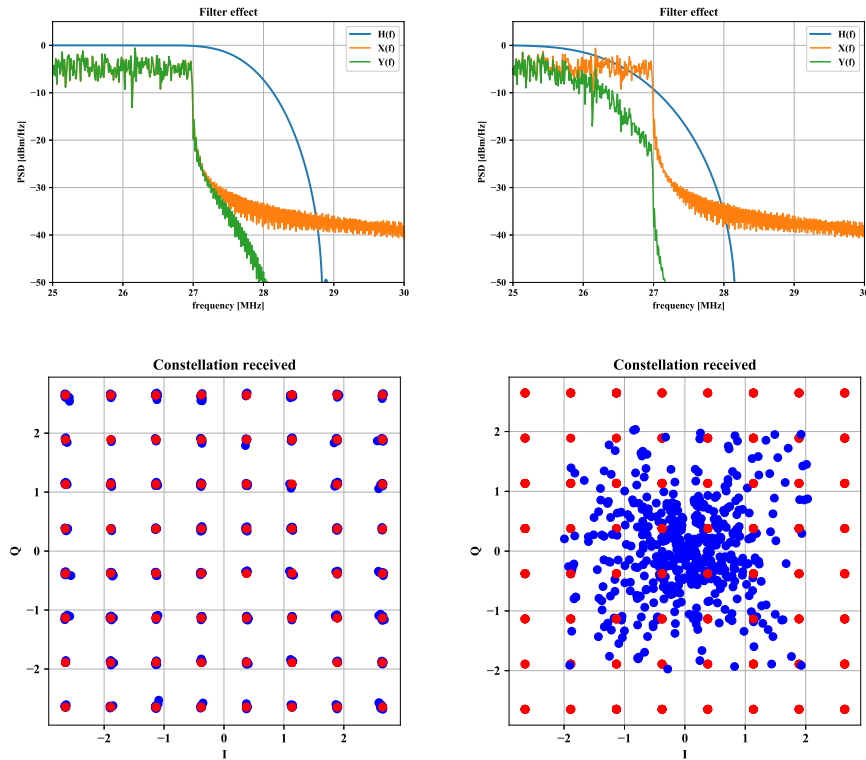 Filter effect
H(f)
X(f)
Y(f)
PSD [dBm/Hz]
0
−10
−20
−30
−40
−50
25
26
27
28
29
30
frequency [MHz]
Filter effect
H(f)
X(f)
Y(f)
PSD [dBm/Hz]
0
−10
−20
−30
−40
−50
25
26
27
28
29
30
frequency [MHz]
Constellation received
Q
2
1
0
−1
−2
−2
−1
0
1
2
I
Constellation received
Q
2
1
0
−1
−2
−2
−1
0
1
2
I